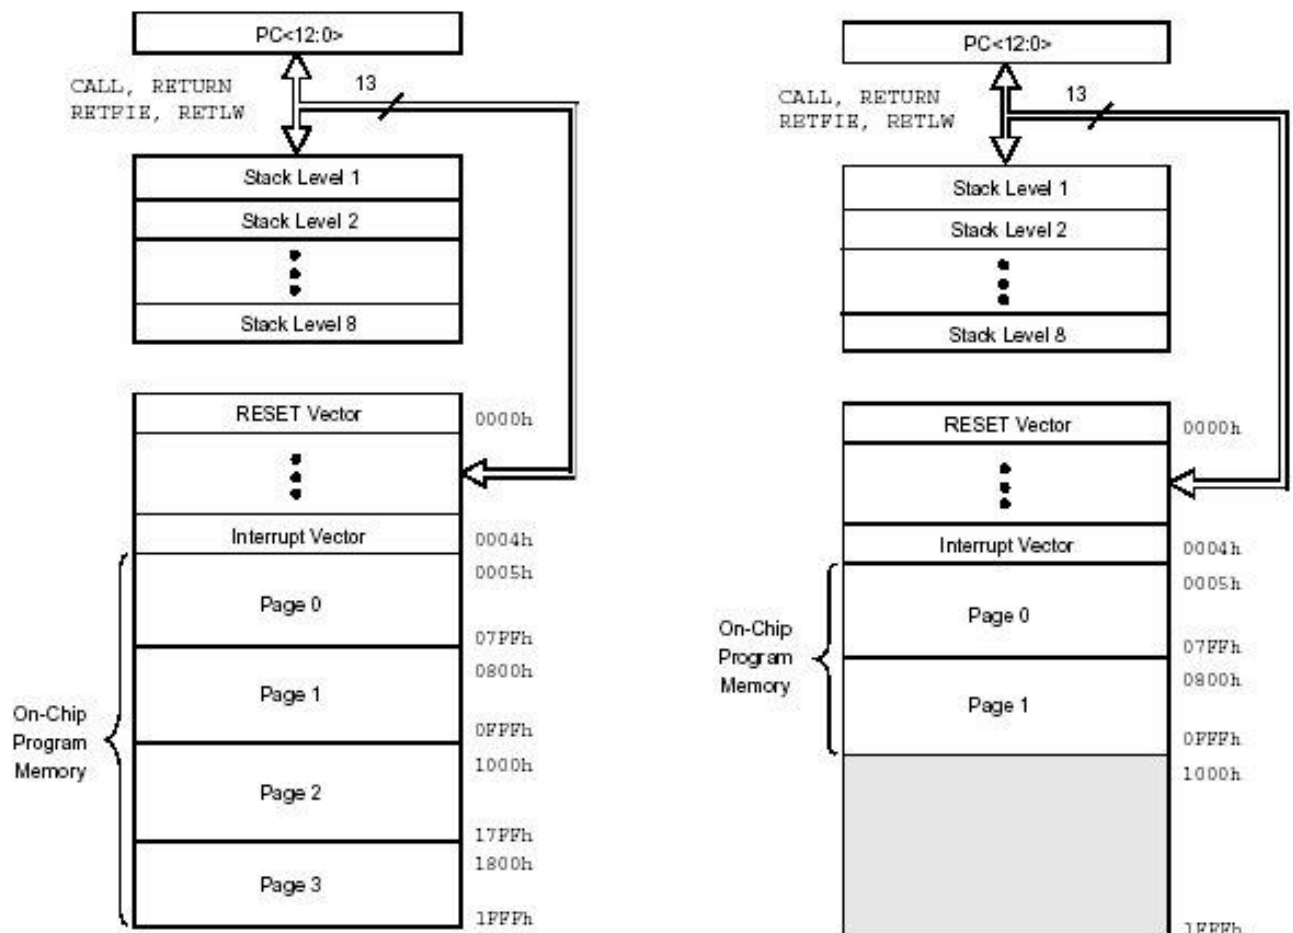 PC<12:0>
CALL, RETURN
RETFIE, RETLW
13
Stack Level 1
Stack Level 2
Stack Level 8
RESET Vector
0000h
Interrupt Vector
0004h
0005h
Page 0
07FFh
0800h
Page 1
0FFFh
1000h
Page 2
17FFh
1800h
Page 3
1FFFh
On-Chip
Program
Memory
PC<12:0>
CALL, RETURN
RETFIE, RETLW
13
Stack Level 1
Stack Level 2
Stack Level 8
RESET Vector
0000h
Interrupt Vector
0004h
0005h
Page 0
07FFh
0800h
Page 1
0FFFh
1000h
1FFFh
On-Chip
Program
Memory